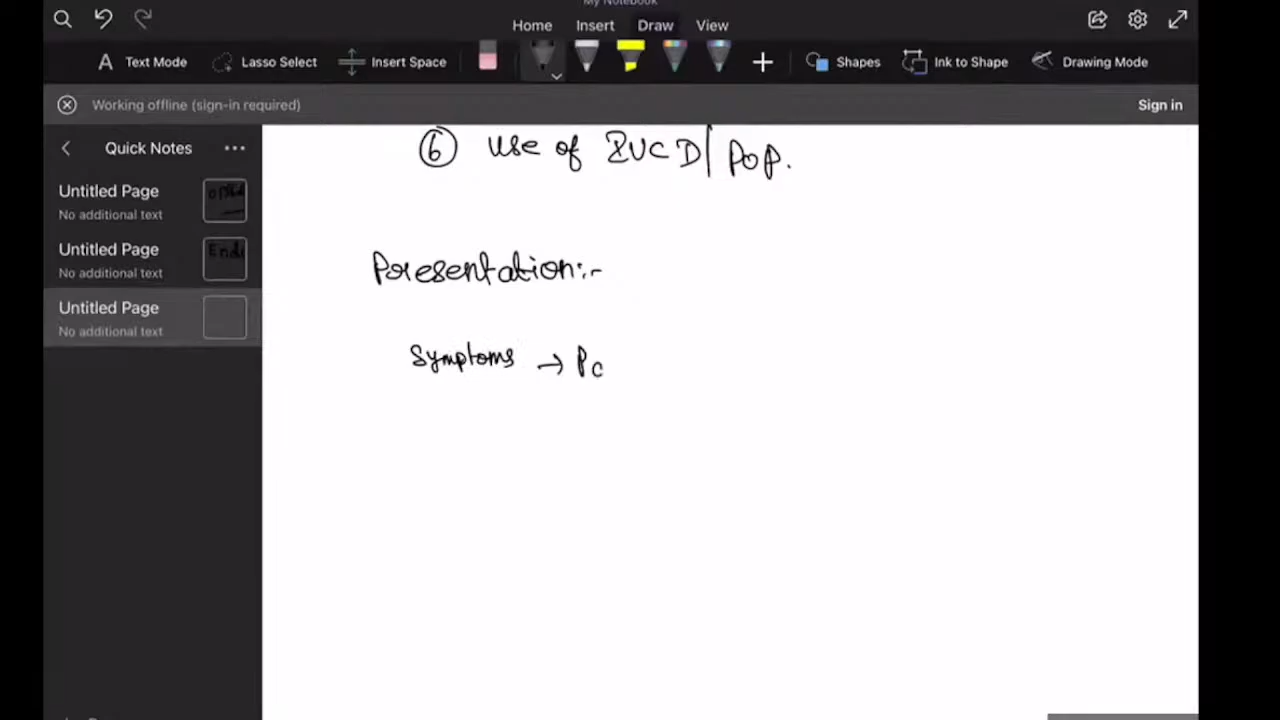 My Notebook
Home Insert Draw View
Text Mode Lasso Select Insert Space Shapes Ink to Shape Drawing Mode
Working offline (sign-in required) Sign in
Quick Notes
Untitled Page
No additional text
Untitled Page
No additional text
Untitled Page
No additional text
6 Use of IUCD/ POP.
Presentation:-
Symptoms → Pa